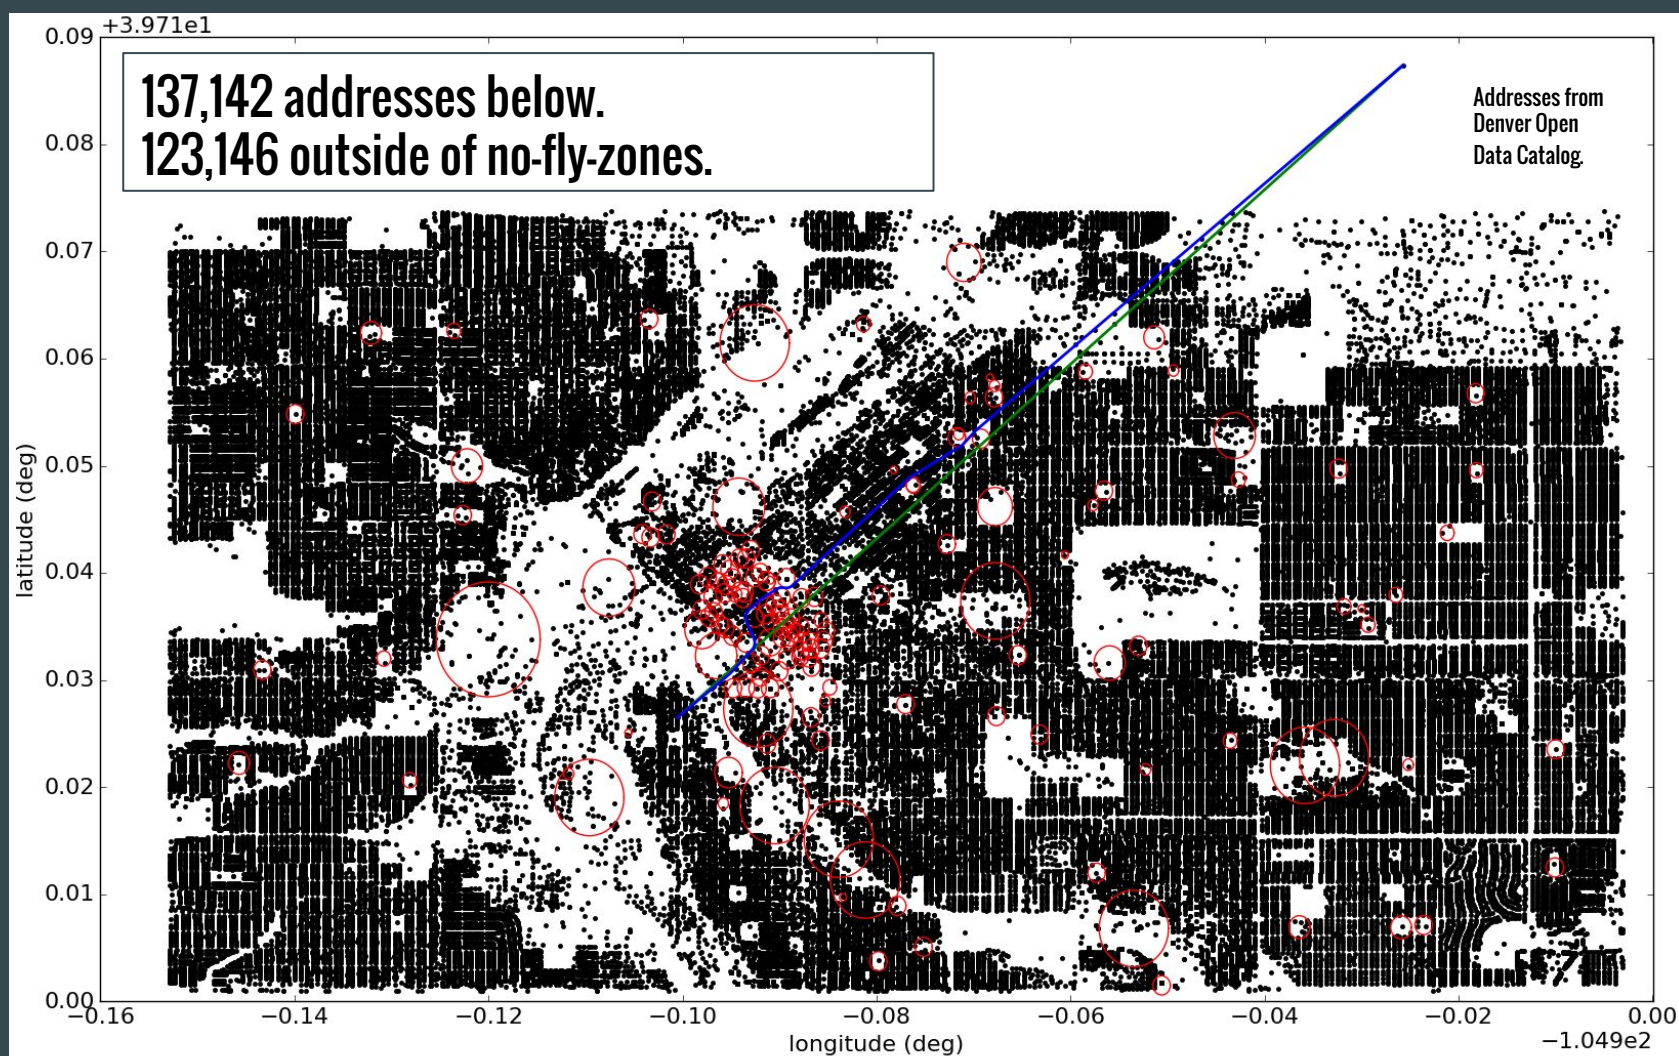 +3.971e1
0.09
137,142 addresses below.
123,146 outside of no-fly-zones.
Addresses from
Denver Open
Data Catalog.
0.08
0.07
0.06
0.05
0.04
0.03
0.02
0.01
0.00
latitude (deg)
−0.16 −0.14 −0.12 −0.10 −0.08 −0.06 −0.04 −0.02 0.00
longitude (deg)
−1.049e2